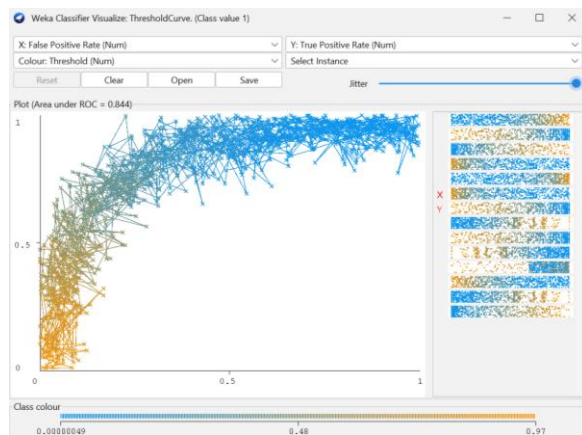 Weka Classifier Visualize: ThresholdCurve. (Class value 1)
X: False Positive Rate (Num)
Y: True Positive Rate (Num)
Colour: Threshold (Num)
Select Instance
Reset
Clear
Open
Save
Jitter
Plot (Area under ROC = 0.844)
1
0.5
0
0
0.5
1
X
Y
Class colour
0.00000049
0.48
0.97